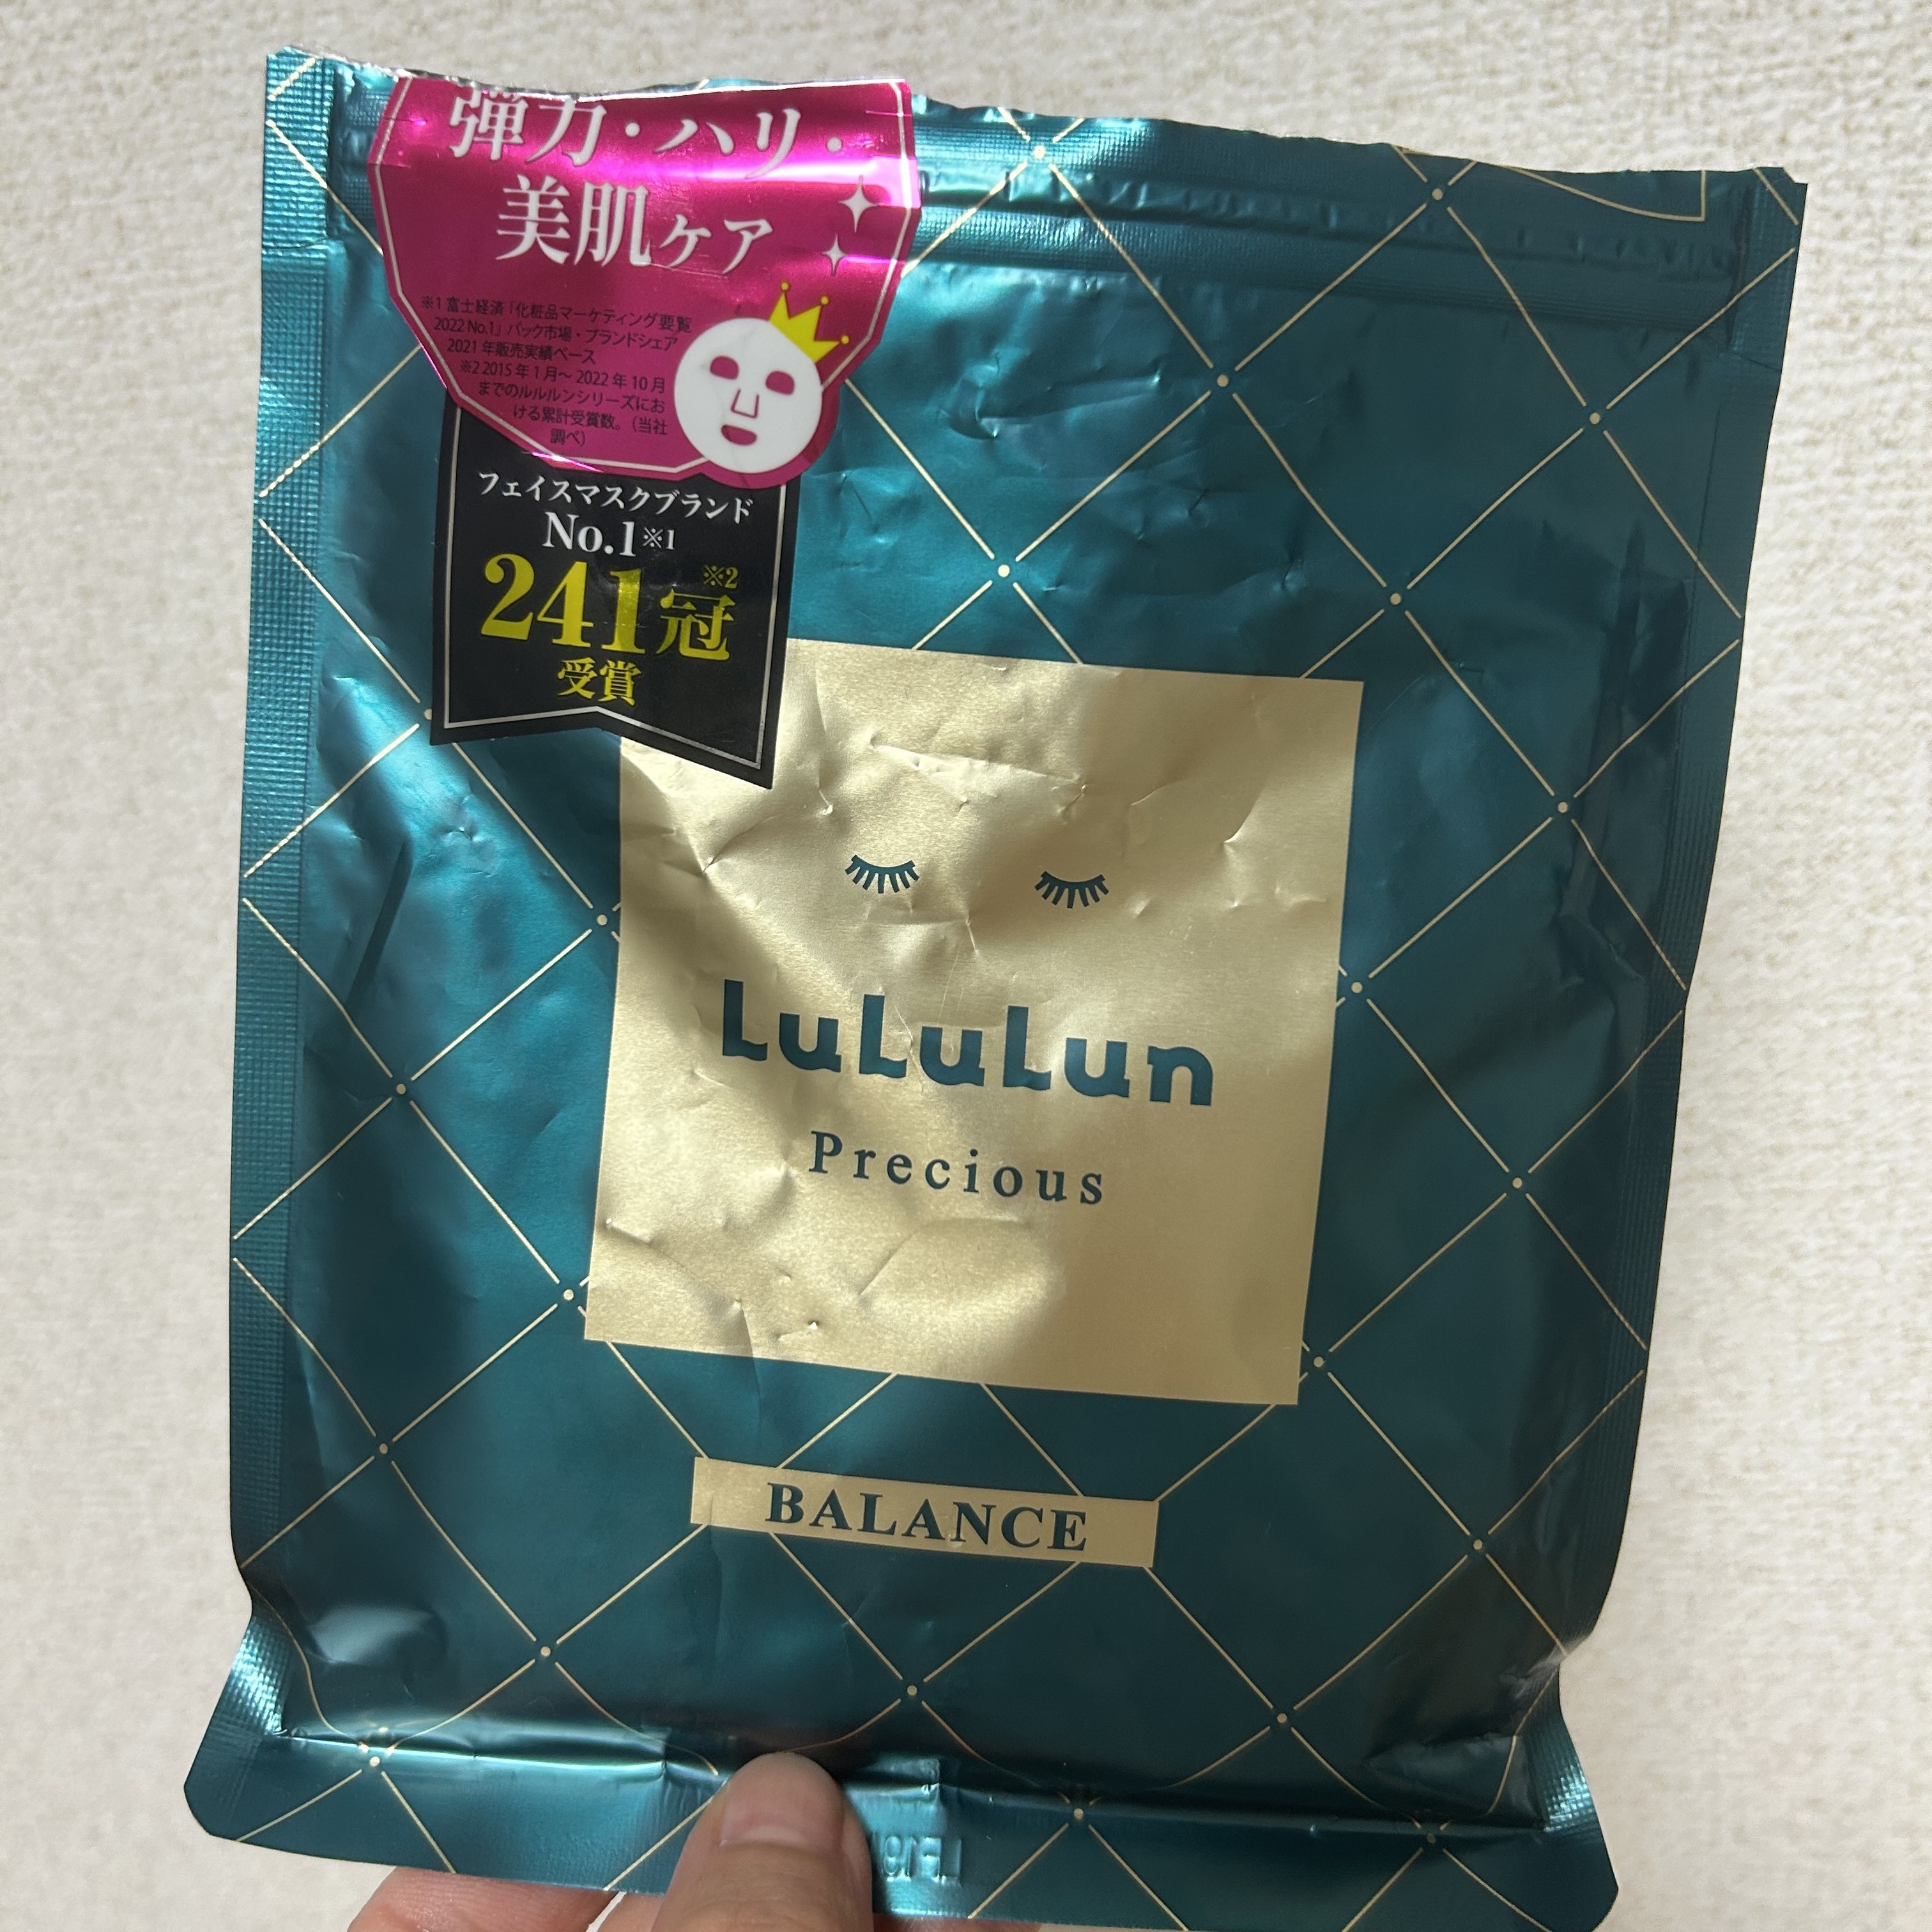 弾力・ハリ・
美肌ケア
※1 富士経済「化粧品マーケティング要覧
2022 No.1」パック市場・ブランドシェア
2021年販売実績ベース
※2 2015年1月～2022年10月
までのルルルンシリーズにお
ける累計受賞数。（当社
調べ）
フェイスマスクブランド
No.1※1
241冠※2
受賞
LuLuLun
Precious
BALANCE